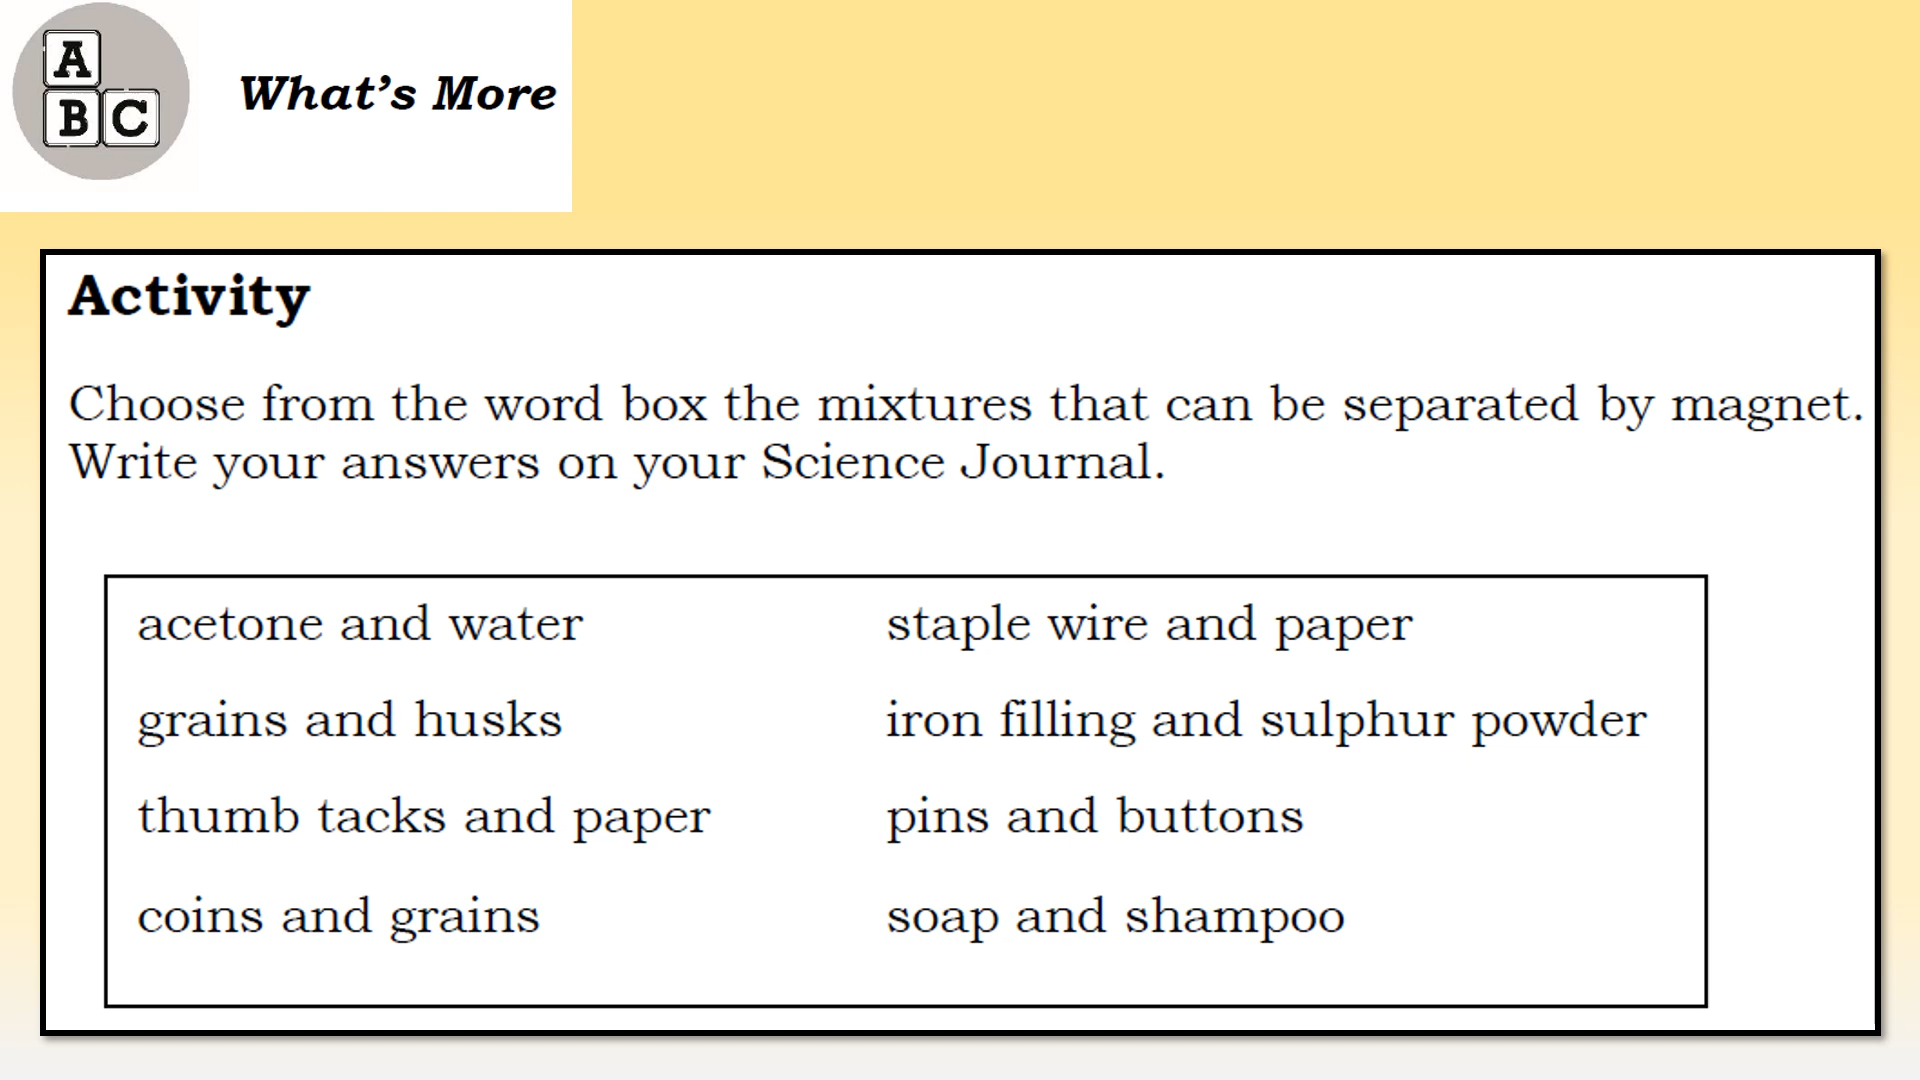 A
B C
What's More
Activity
Choose from the word box the mixtures that can be separated by magnet.
Write your answers on your Science Journal.
acetone and water
staple wire and paper
grains and husks
iron filling and sulphur powder
thumb tacks and paper
pins and buttons
coins and grains
soap and shampoo